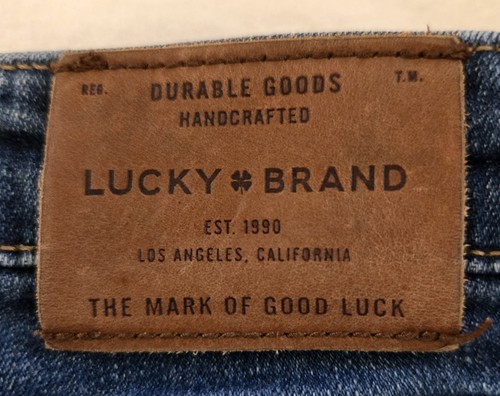 REG. DURABLE GOODS T.M.
HANDCRAFTED
LUCKY BRAND
EST. 1990
LOS ANGELES, CALIFORNIA
THE MARK OF GOOD LUCK